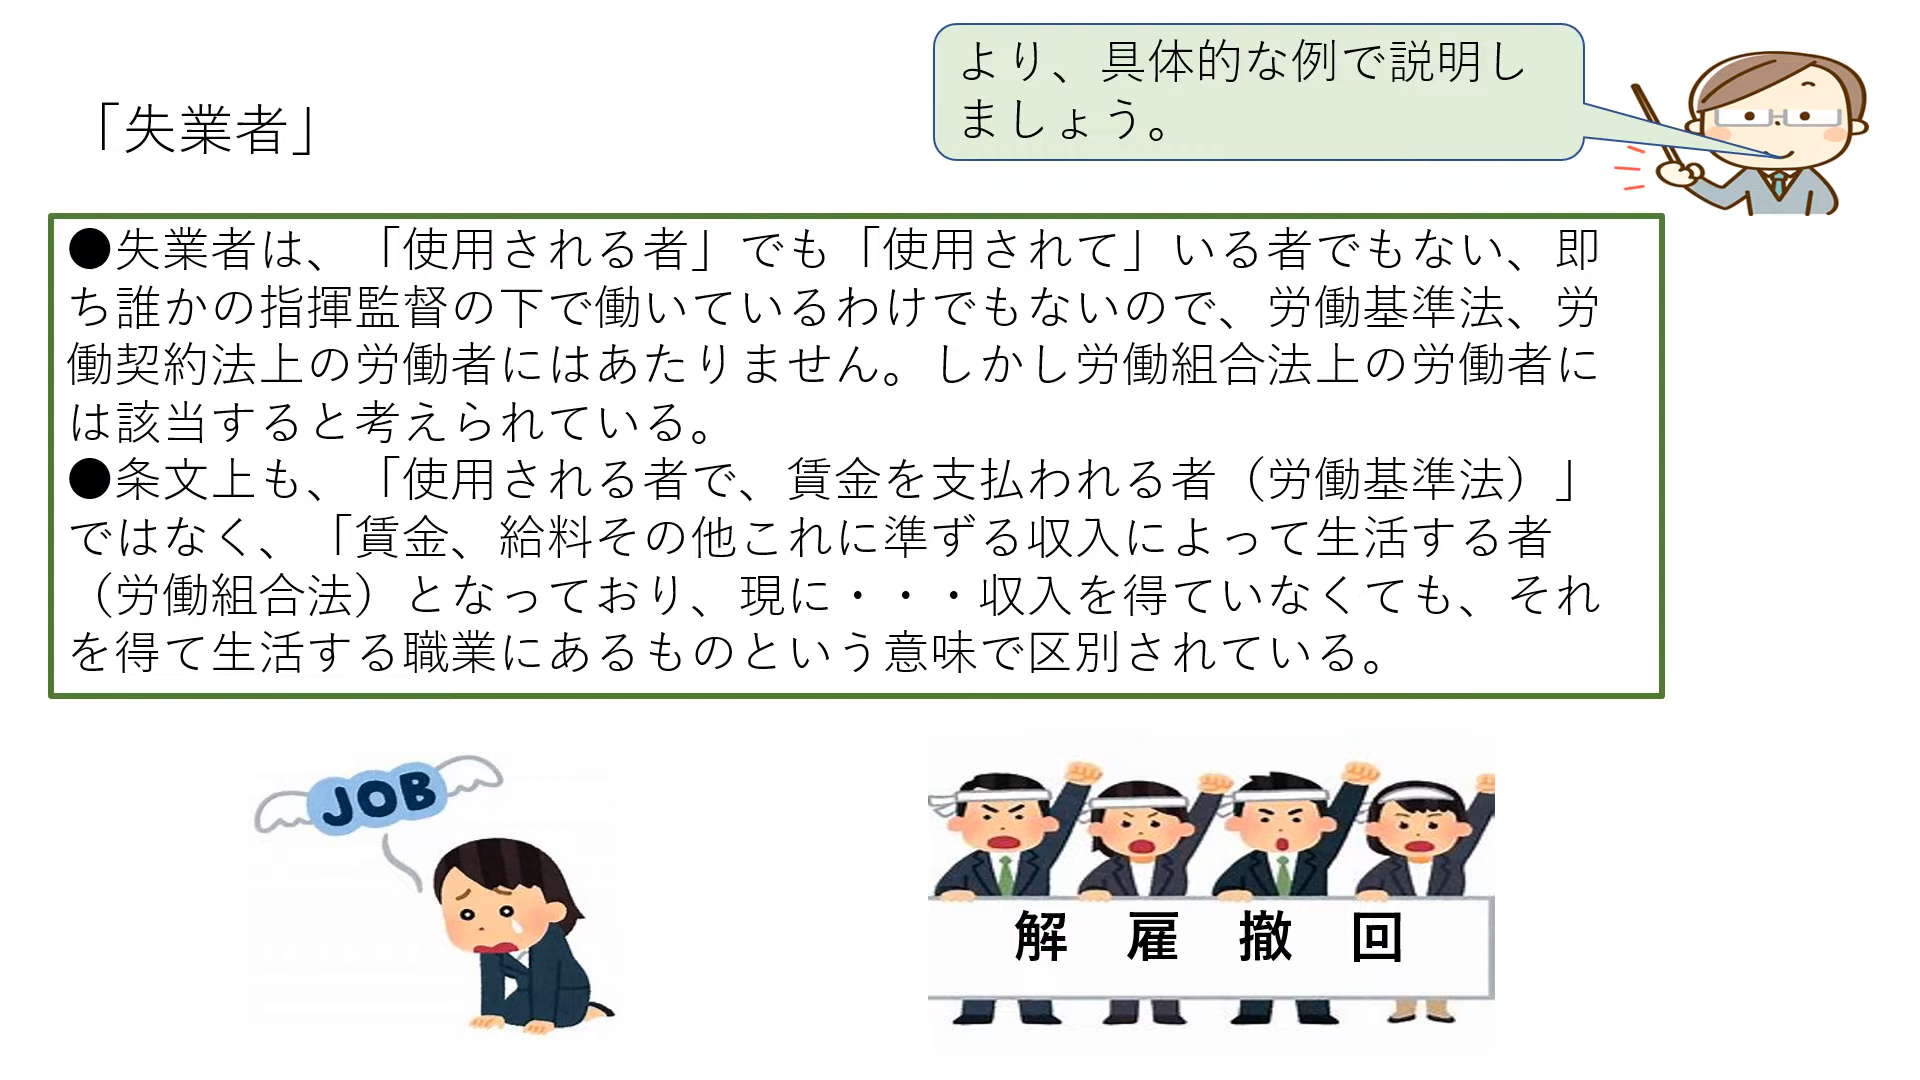 より、具体的な例で説明し
ましょう。
「失業者」
●失業者は、「使用される者」でも「使用されて」いる者でもない、即
ち誰かの指揮監督の下で働いているわけでもないので、労働基準法、労
働契約法上の労働者にはあたりません。しかし労働組合法上の労働者に
は該当すると考えられている。
●条文上も、「使用される者で、賃金を支払われる者（労働基準法）」
ではなく、「賃金、給料その他これに準ずる収入によって生活する者
（労働組合法）となっており、現に・・・収入を得ていなくても、それ
を得て生活する職業にあるものという意味で区別されている。
JOB
解 雇 撤 回